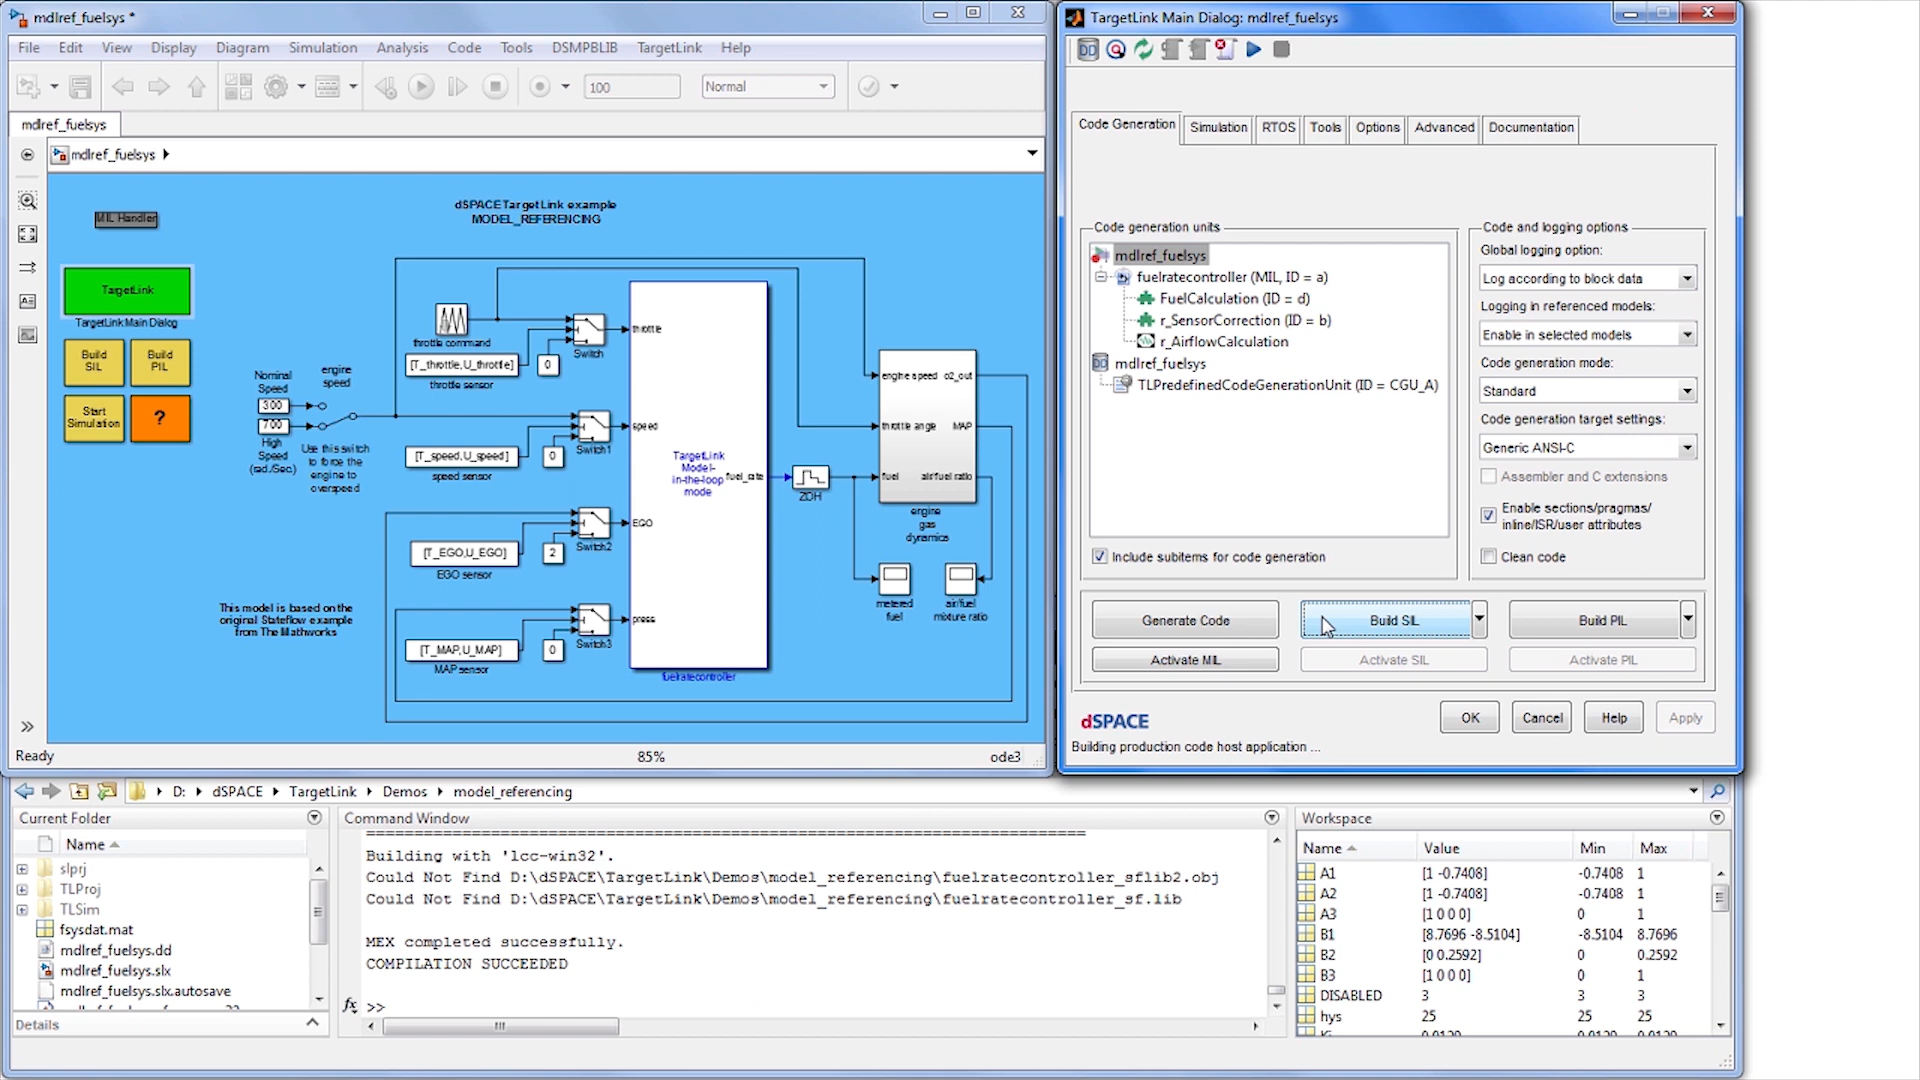 mdlref_fuelsys *
File Edit View Display Diagram Simulation Analysis Code Tools DSMPBLIB TargetLink Help
100
Normal
mdlref_fuelsys
mdlref_fuelsys
MIL Handler
dSPACE TargetLink example
MODEL_REFERENCING
TargetLink
TargetLink Main Dialog
Build
SIL
Build
PIL
Start
Simulation
?
Nominal
Speed
300
700
High
Speed
(rad./Sec.)
engine
speed
Use this switch
to force the
engine to
overspeed
This model is based on the
original Stateflow example
from The Mathworks
throttle command
[T_throttle,U_throttle]
throttle sensor
0
Switch
[T_speed,U_speed]
speed sensor
0
Switch1
[T_EGO,U_EGO]
EGO sensor
2
Switch2
[T_MAP,U_MAP]
MAP sensor
0
Switch3
throttle
speed
EGO
press
TargetLink
Model-
in-the-loop
mode
fuel_rate
fuelratecontroller
ZOH
engine speed o2_out
throttle angle MAP
fuel air/fuel ratio
engine
gas
dynamics
metered
fuel
air/fuel
mixture ratio
Ready
85%
ode3
TargetLink Main Dialog: mdlref_fuelsys
DD
Code Generation Simulation RTOS Tools Options Advanced Documentation
Code generation units
mdlref_fuelsys
fuelratecontroller (MIL, ID = a)
FuelCalculation (ID = d)
r_SensorCorrection (ID = b)
r_AirflowCalculation
DD mdlref_fuelsys
TLPredefinedCodeGenerationUnit (ID = CGU_A)
Include subitems for code generation
Code and logging options
Global logging option:
Log according to block data
Logging in referenced models:
Enable in selected models
Code generation mode:
Standard
Code generation target settings:
Generic ANSI-C
Assembler and C extensions
Enable sections/pragmas/
inline/ISR/user attributes
Clean code
Generate Code Build SIL Build PIL
Activate MIL Activate SIL Activate PIL
dSPACE
OK Cancel Help Apply
Building production code host application ...
D: dSPACE TargetLink Demos model_referencing
Current Folder
Name
slprj
TLProj
TLSim
fsysdat.mat
mdlref_fuelsys.dd
mdlref_fuelsys.slx
mdlref_fuelsys.slx.autosave
Details
Command Window
Building with 'lcc-win32'.
Could Not Find D:\dSPACE\TargetLink\Demos\model_referencing\fuelratecontroller_sflib2.obj
Could Not Find D:\dSPACE\TargetLink\Demos\model_referencing\fuelratecontroller_sf.lib
MEX completed successfully.
COMPILATION SUCCEEDED
fx >>
Workspace
Name Value Min Max
A1 [1 -0.7408] -0.7408 1
A2 [1 -0.7408] -0.7408 1
A3 [1 0 0 0] 0 1
B1 [8.7696 -8.5104] -8.5104 8.7696
B2 [0 0.2592] 0 0.2592
B3 [1 0 0 0] 0 1
DISABLED 3 3 3
hys 25 25 25